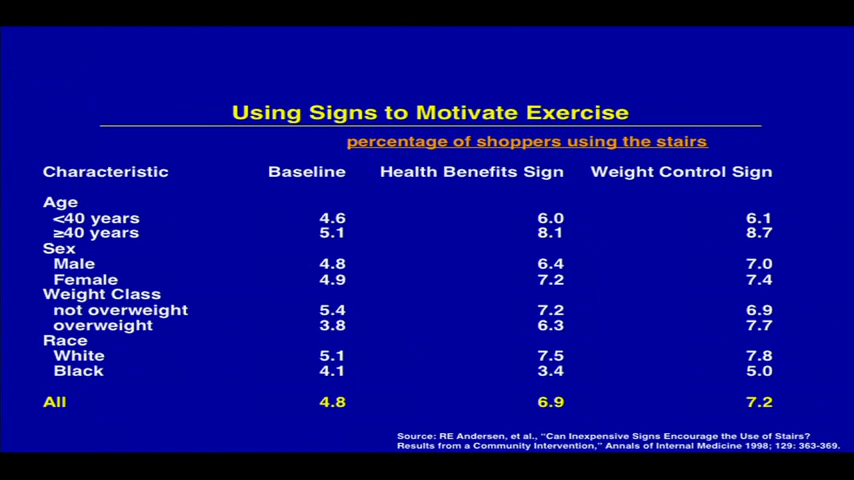 Using Signs to Motivate Exercise
percentage of shoppers using the stairs
Characteristic Baseline Health Benefits Sign Weight Control Sign
Age
<40 years 4.6 6.0 6.1
≥40 years 5.1 8.1 8.7
Sex
Male 4.8 6.4 7.0
Female 4.9 7.2 7.4
Weight Class
not overweight 5.4 7.2 6.9
overweight 3.8 6.3 7.7
Race
White 5.1 7.5 7.8
Black 4.1 3.4 5.0
All 4.8 6.9 7.2
Source: RE Andersen, et al., “Can Inexpensive Signs Encourage the Use of Stairs?
Results from a Community Intervention,” Annals of Internal Medicine 1998; 129: 363-369.